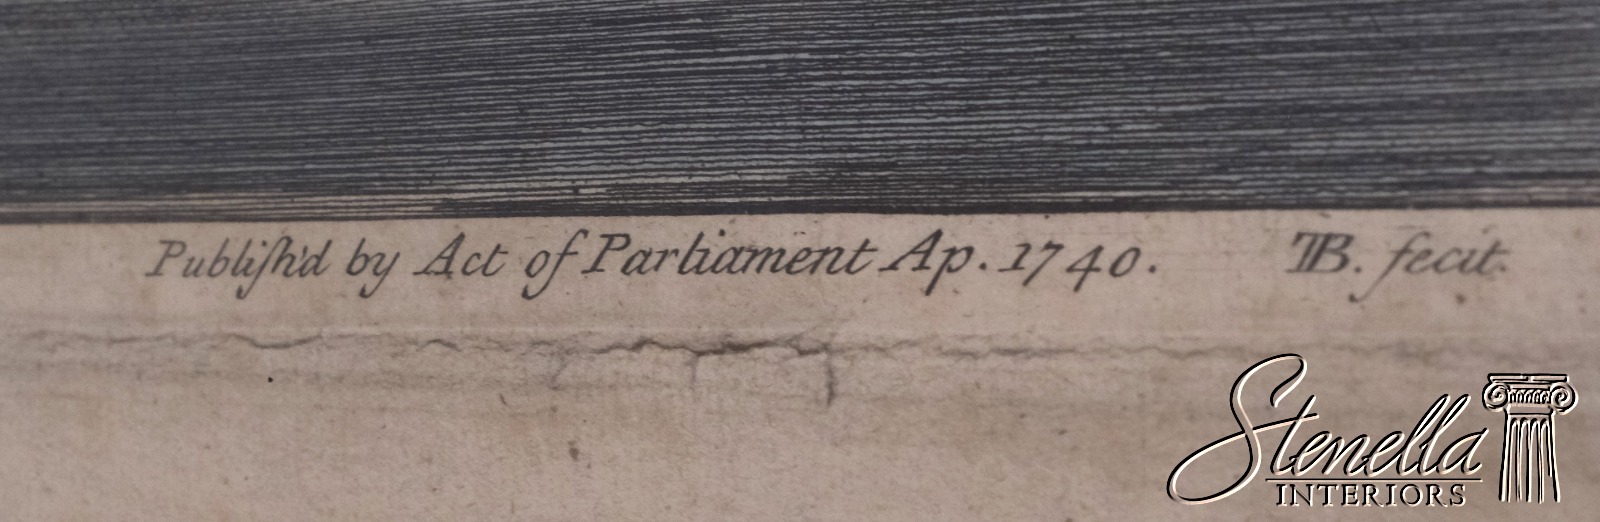 Publiſh'd by Act of Parliament Ap. 1740. TB. fecit.
Stenella
INTERIORS